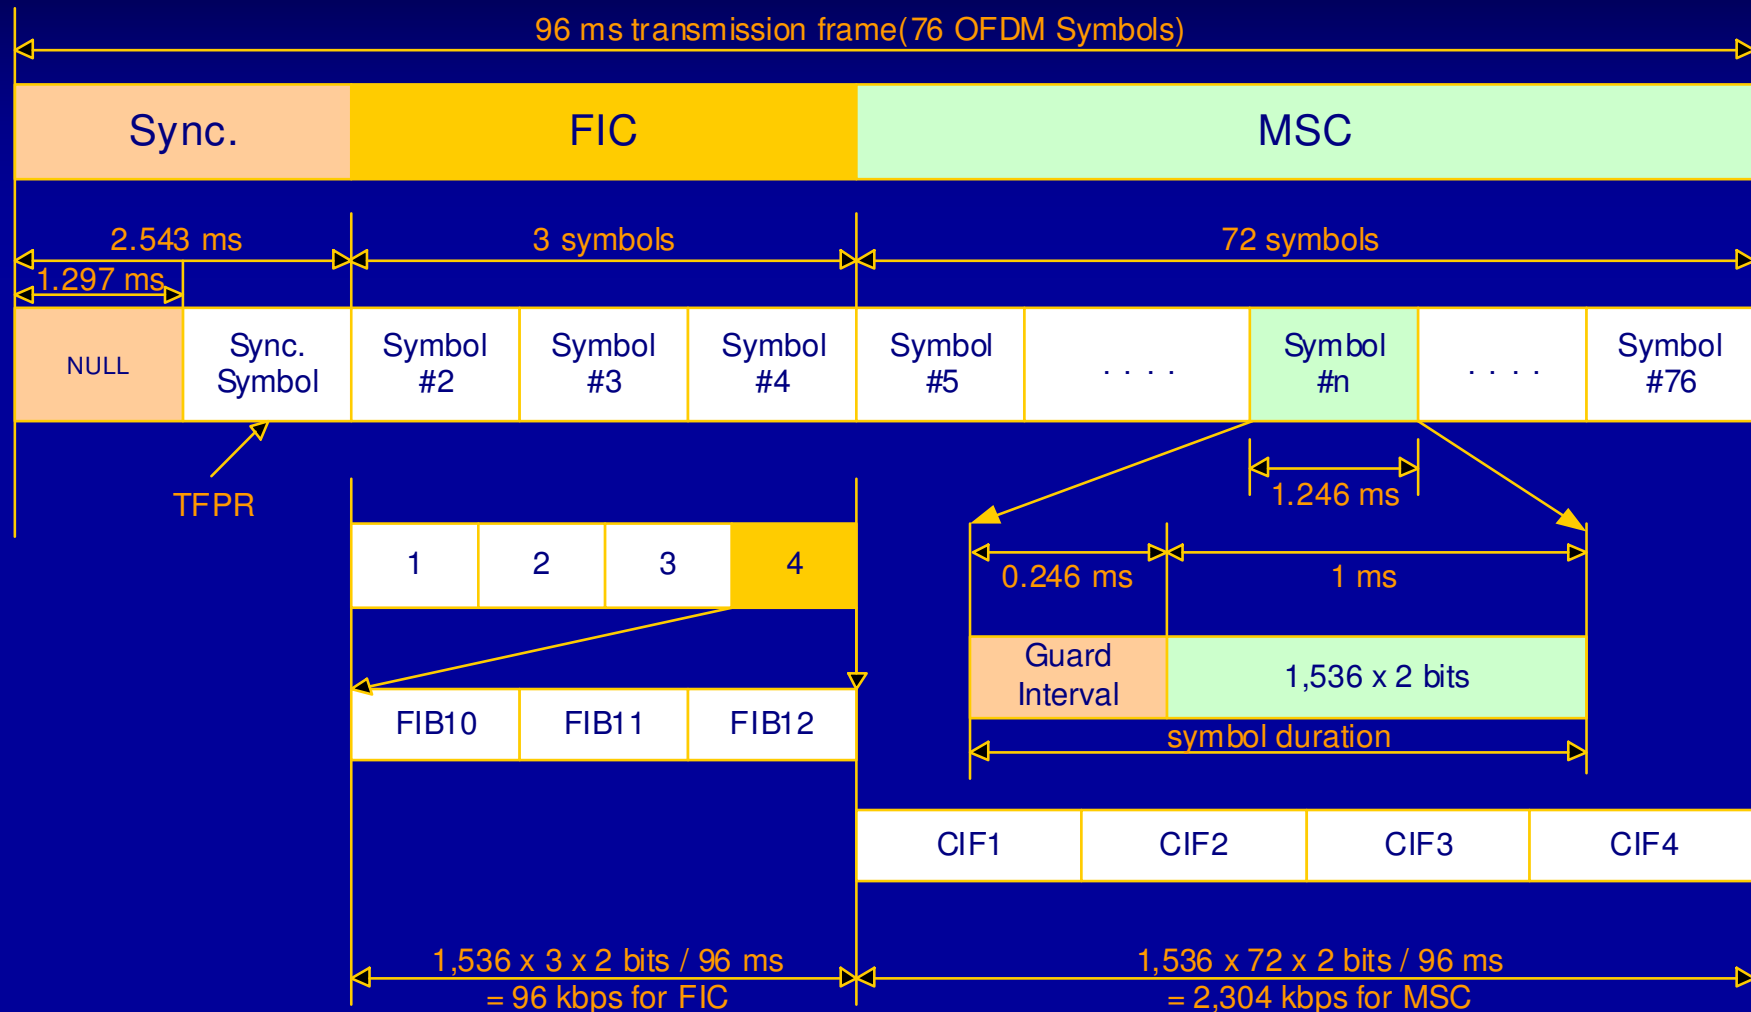 96 ms transmission frame(76 OFDM Symbols)
Sync.
FIC
MSC
2.543 ms
3 symbols
72 symbols
1.297 ms
NULL
Sync.
Symbol
Symbol
#2
Symbol
#3
Symbol
#4
Symbol
#5
. . . .
Symbol
#n
. . . .
Symbol
#76
TFPR
1.246 ms
1
2
3
4
0.246 ms
1 ms
Guard
Interval
1,536 x 2 bits
FIB10
FIB11
FIB12
symbol duration
CIF1
CIF2
CIF3
CIF4
1,536 x 3 x 2 bits / 96 ms
= 96 kbps for FIC
1,536 x 72 x 2 bits / 96 ms
= 2,304 kbps for MSC